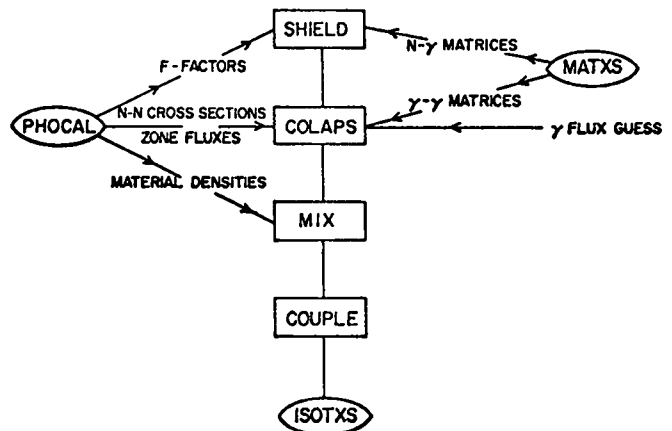 SHIELD
N-γ MATRICES
F-FACTORS
MATXS
N-N CROSS SECTIONS
γ-γ MATRICES
PHOCAL
COLAPS
ZONE FLUXES
γ FLUX GUESS
MATERIAL DENSITIES
MIX
COUPLE
ISOTXS